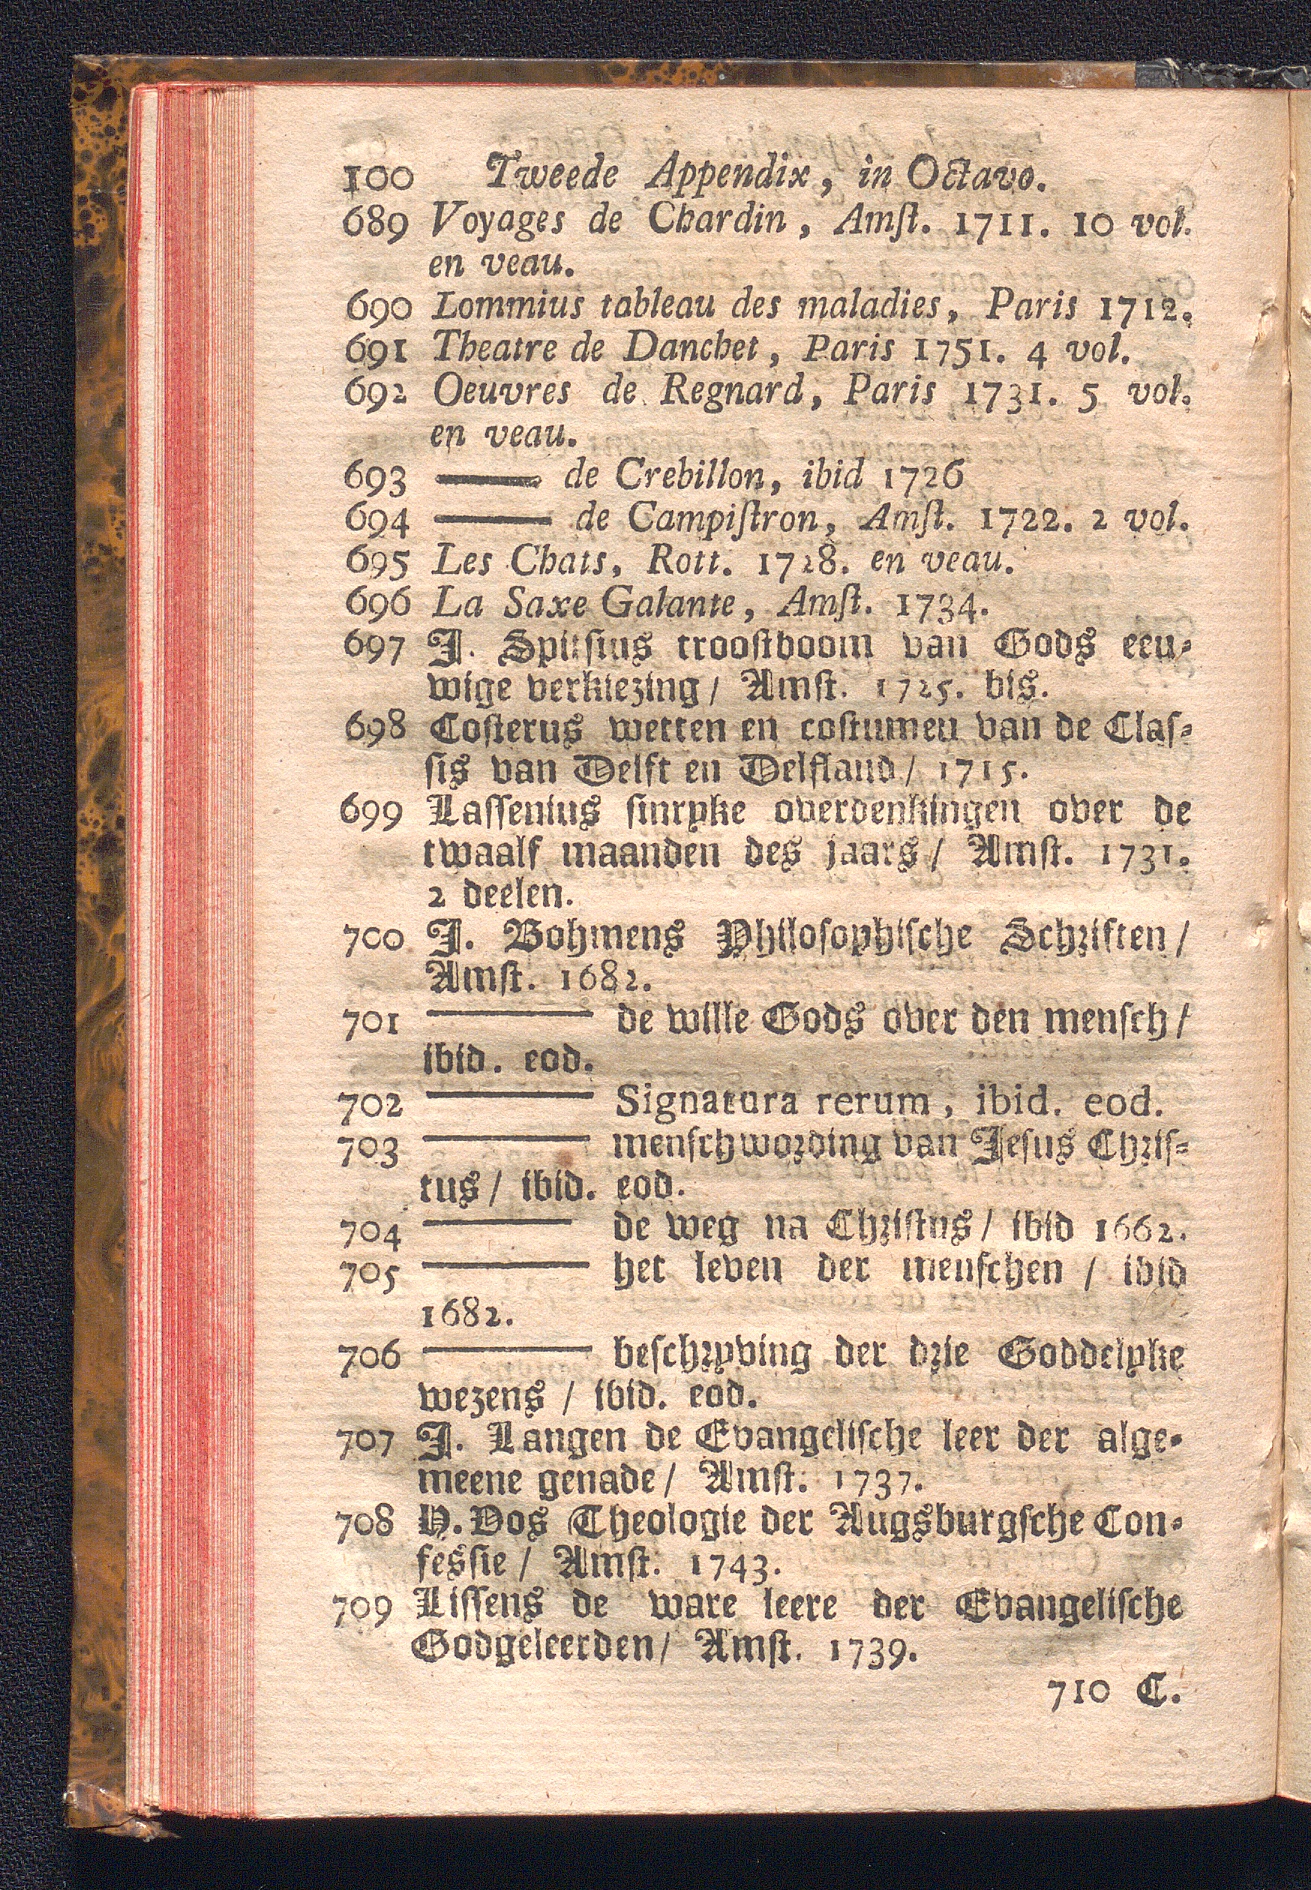 100 Tweede Appendix, in Octavo.
689 Voyages de Chardin, Amſt. 1711. 10 vol.
en veau.
690 Lommius tableau des maladies, Paris 1712.
691 Theatre de Danchet, Paris 1751. 4 vol.
692 Oeuvres de Regnard, Paris 1731. 5 vol.
en veau.
693 —— de Crebillon, ibid 1726
694 —— de Campiſtron, Amſt. 1722. 2 vol.
695 Les Chats, Rott. 1728. en veau.
696 La Saxe Galante, Amſt. 1734.
697 J. Spitſius trooſtboom van Gods eeu-
wige verkiezing / Amſt. 1725. bis.
698 Coſterus wetten en coſtumen van de Claſ-
ſis van Delft en Delfland / 1715.
699 Laſſenius ſinryke overdenkingen over de
twaalf maanden des jaars / Amſt. 1731.
2 deelen.
700 J. Bohmens Philoſophiſche Schriften /
Amſt. 1682.
701 —— de wille Gods over den menſch /
ibid. eod.
702 —— Signatura rerum, ibid. eod.
703 —— menſchwording van Jeſus Chriſ-
tus / ibid. eod.
704 —— de weg na Chriſtus / ibid 1662.
705 —— het leven der menſchen / ibid
1682.
706 —— beſchryving der drie Goddelyke
wezens / ibid. eod.
707 J. Langen de Evangeliſche leer der alge-
meene genade / Amſt. 1737.
708 H. Vos Theologie der Augsburgſche Con-
feſſie / Amſt. 1743.
709 Liſſens de ware leere der Evangeliſche
Godgeleerden / Amſt. 1739.
710 C.